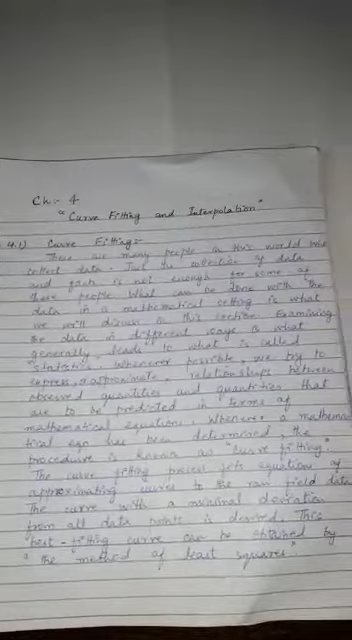 Ch:- 4
"Curve Fitting and Interpolation"
4.1) Curve Fitting:-
There are many people in this world who
collect data. Just the collection of data
and facts is not enough for some of
these people. What can be done with the
data in a mathematical setting is what
we will discuss in this section. Examining
the data in different ways is what
generally leads to what is called
"statistics. Whenever possible, we try to
express, approximate, relationships between
observed quantities and quantities that
are to be predicted in terms of
mathematical equations. Whenever a mathema-
tical eqn has been determined, the
procedure is known as "curve fitting".
The curve fitting process fits equation of
approximating curves to the raw field data
The curve with a minimal deviation
from all data points is desired. This
best-fitting curve can be obtained by
"the method of least squares"